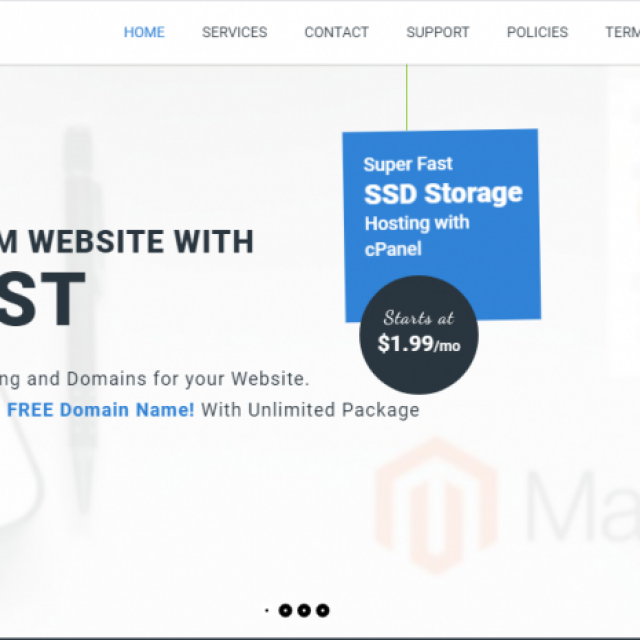 HOME SERVICES CONTACT SUPPORT POLICIES TERM
Super Fast
SSD Storage
Hosting with
cPanel
Starts at
$1.99/mo
M WEBSITE WITH
ST
ng and Domains for your Website.
FREE Domain Name! With Unlimited Package
Ma